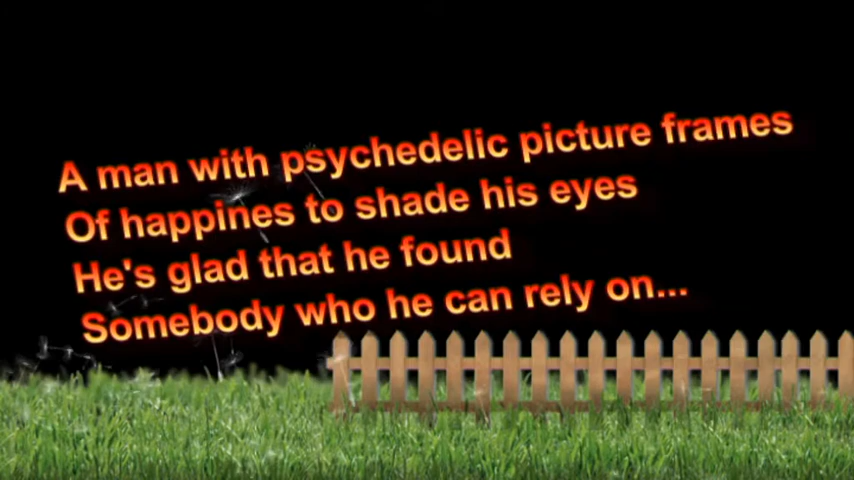 A man with psychedelic picture frames
Of happines to shade his eyes
He's glad that he found
Somebody who he can rely on...